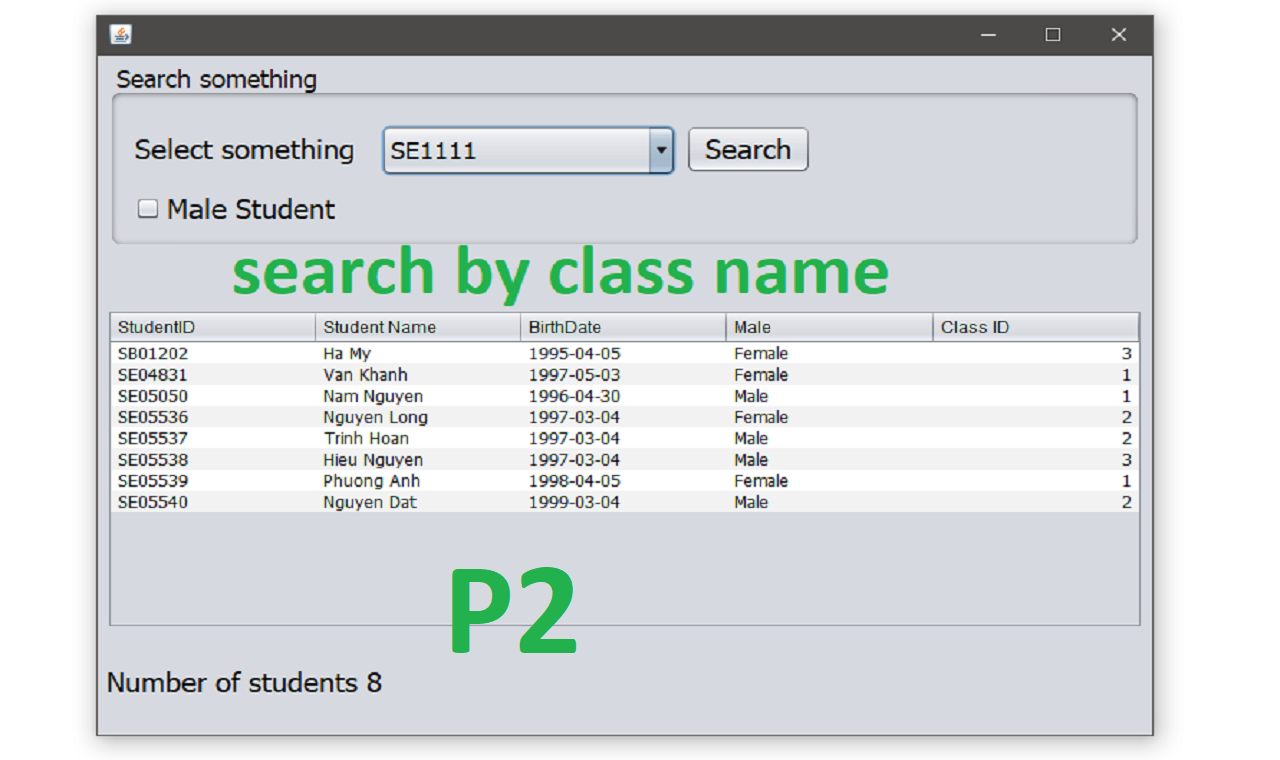 Search something
Select something SE1111 Search
Male Student
search by class name
StudentID Student Name BirthDate Male Class ID
SB01202 Ha My 1995-04-05 Female 3
SE04831 Van Khanh 1997-05-03 Female 1
SE05050 Nam Nguyen 1996-04-30 Male 1
SE05536 Nguyen Long 1997-03-04 Female 2
SE05537 Trinh Hoan 1997-03-04 Male 2
SE05538 Hieu Nguyen 1997-03-04 Male 3
SE05539 Phuong Anh 1998-04-05 Female 1
SE05540 Nguyen Dat 1999-03-04 Male 2
P2
Number of students 8